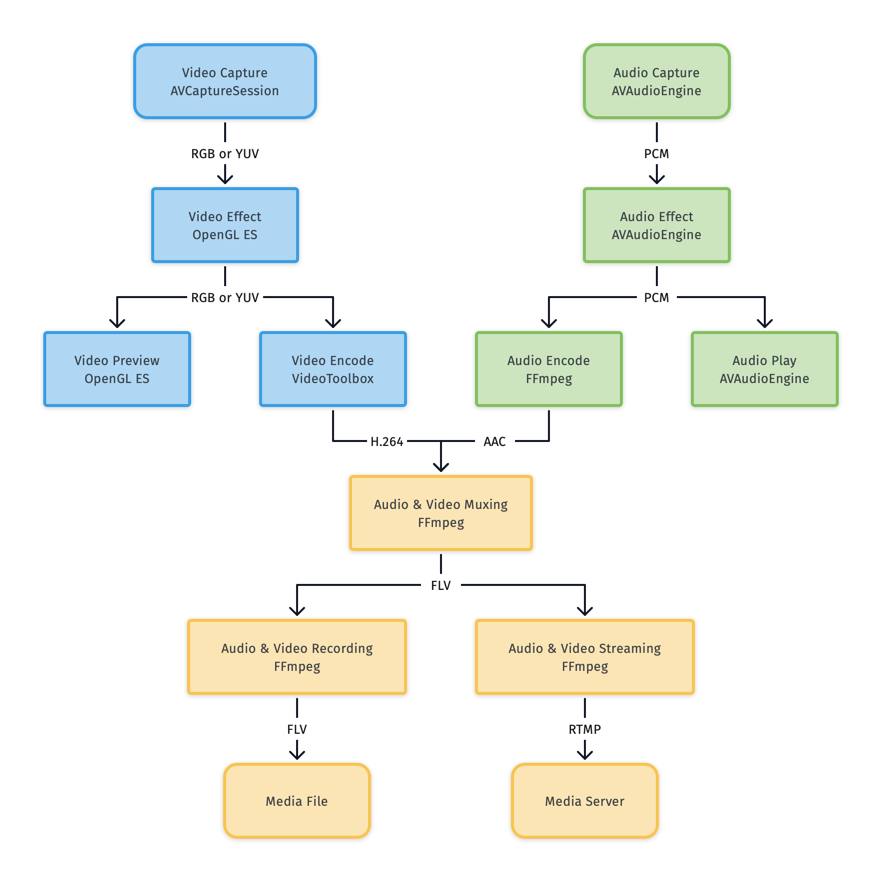 Video Capture
AVCaptureSession
Audio Capture
AVAudioEngine
RGB or YUV
PCM
Video Effect
OpenGL ES
Audio Effect
AVAudioEngine
RGB or YUV
PCM
Video Preview
OpenGL ES
Video Encode
VideoToolbox
Audio Encode
FFmpeg
Audio Play
AVAudioEngine
H.264
AAC
Audio & Video Muxing
FFmpeg
FLV
Audio & Video Recording
FFmpeg
Audio & Video Streaming
FFmpeg
FLV
RTMP
Media File
Media Server